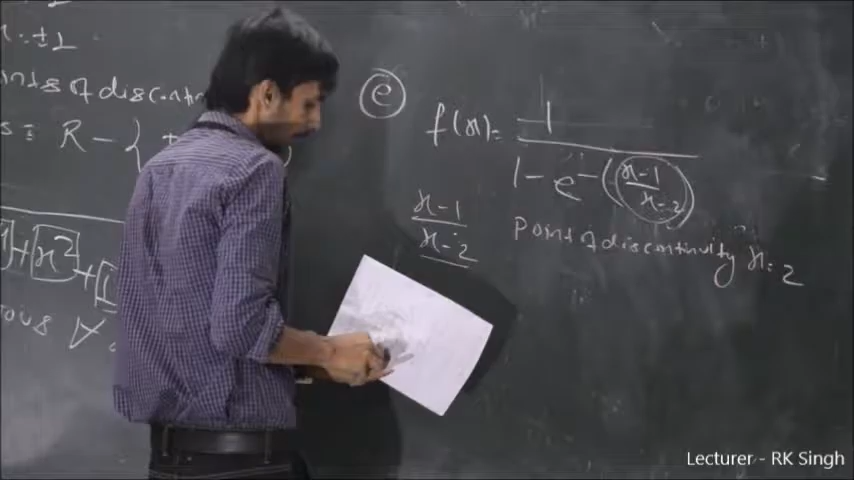 x = ±1
points of discontin
R - { ±
+ x² + 1
ous ∀
e
f(x) = 1
1 - e - (x-1
x-2)
x-1
x-2
Point of discontinuity x = 2
Lecturer - RK Singh